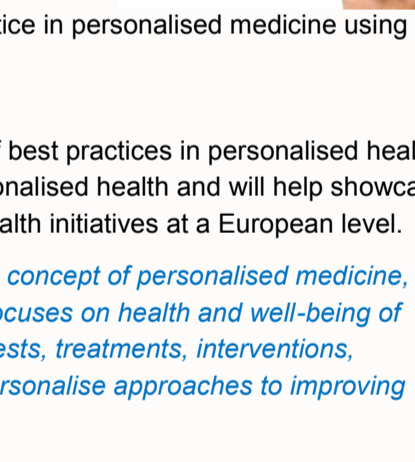 tice in personalised medicine using
best practices in personalised heal
onalised health and will help showca
alth initiatives at a European level.
concept of personalised medicine,
ocuses on health and well-being of
ests, treatments, interventions,
rsonalise approaches to improving